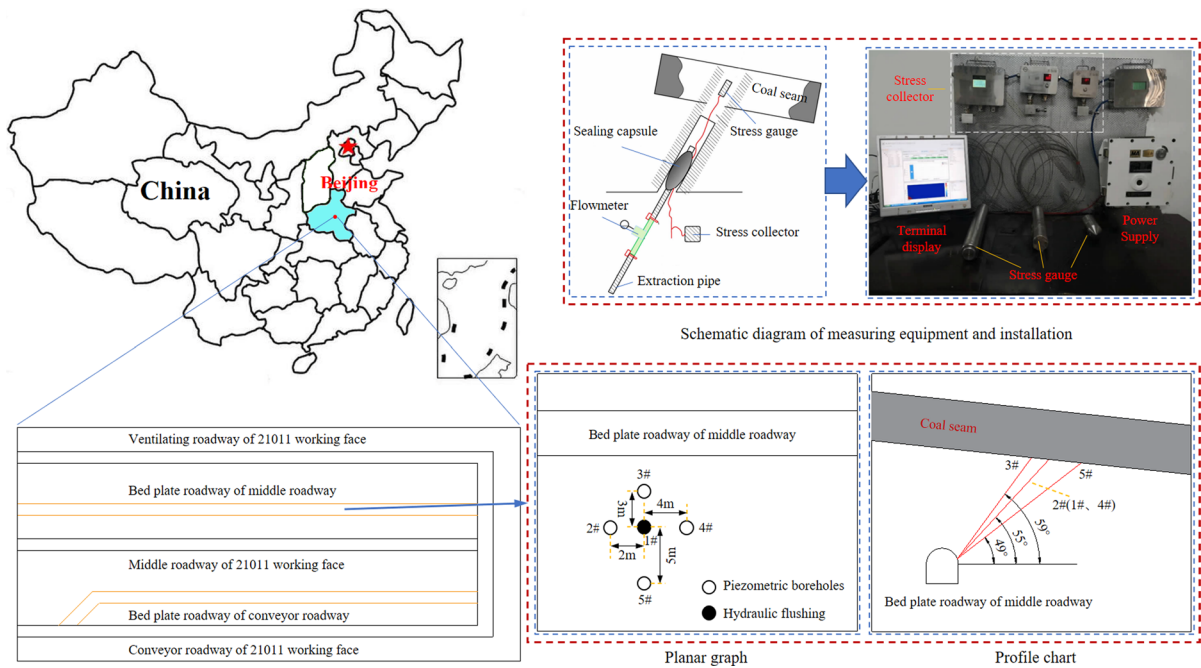 China
Beijing
Coal seam
Sealing capsule
Stress gauge
Flowmeter
Stress collector
Extraction pipe
Stress
collector
Terminal
display
Stress gauge
Power
Supply
Schematic diagram of measuring equipment and installation
Ventilating roadway of 21011 working face
Bed plate roadway of middle roadway
Middle roadway of 21011 working face
Bed plate roadway of conveyor roadway
Conveyor roadway of 21011 working face
Bed plate roadway of middle roadway
3#
3m
4m
2#
1#
4#
2m
5m
5#
Piezometric boreholes
Hydraulic flushing
Planar graph
Coal seam
3#
5#
2#(1#、4#)
59°
55°
49°
Bed plate roadway of middle roadway
Profile chart